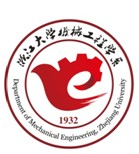 浙江大学机械工程学系
1932
Department of Mechanical Engineering, Zhejiang University